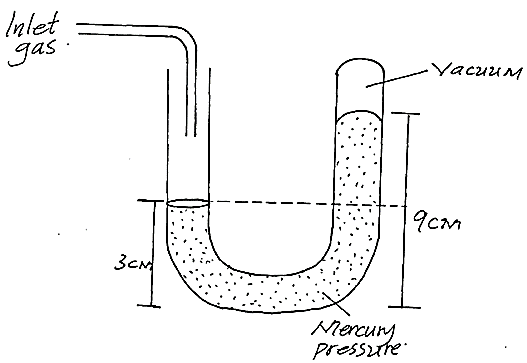 Inlet
gas
Vacuum
9cm
3cm
Mercury
pressure.